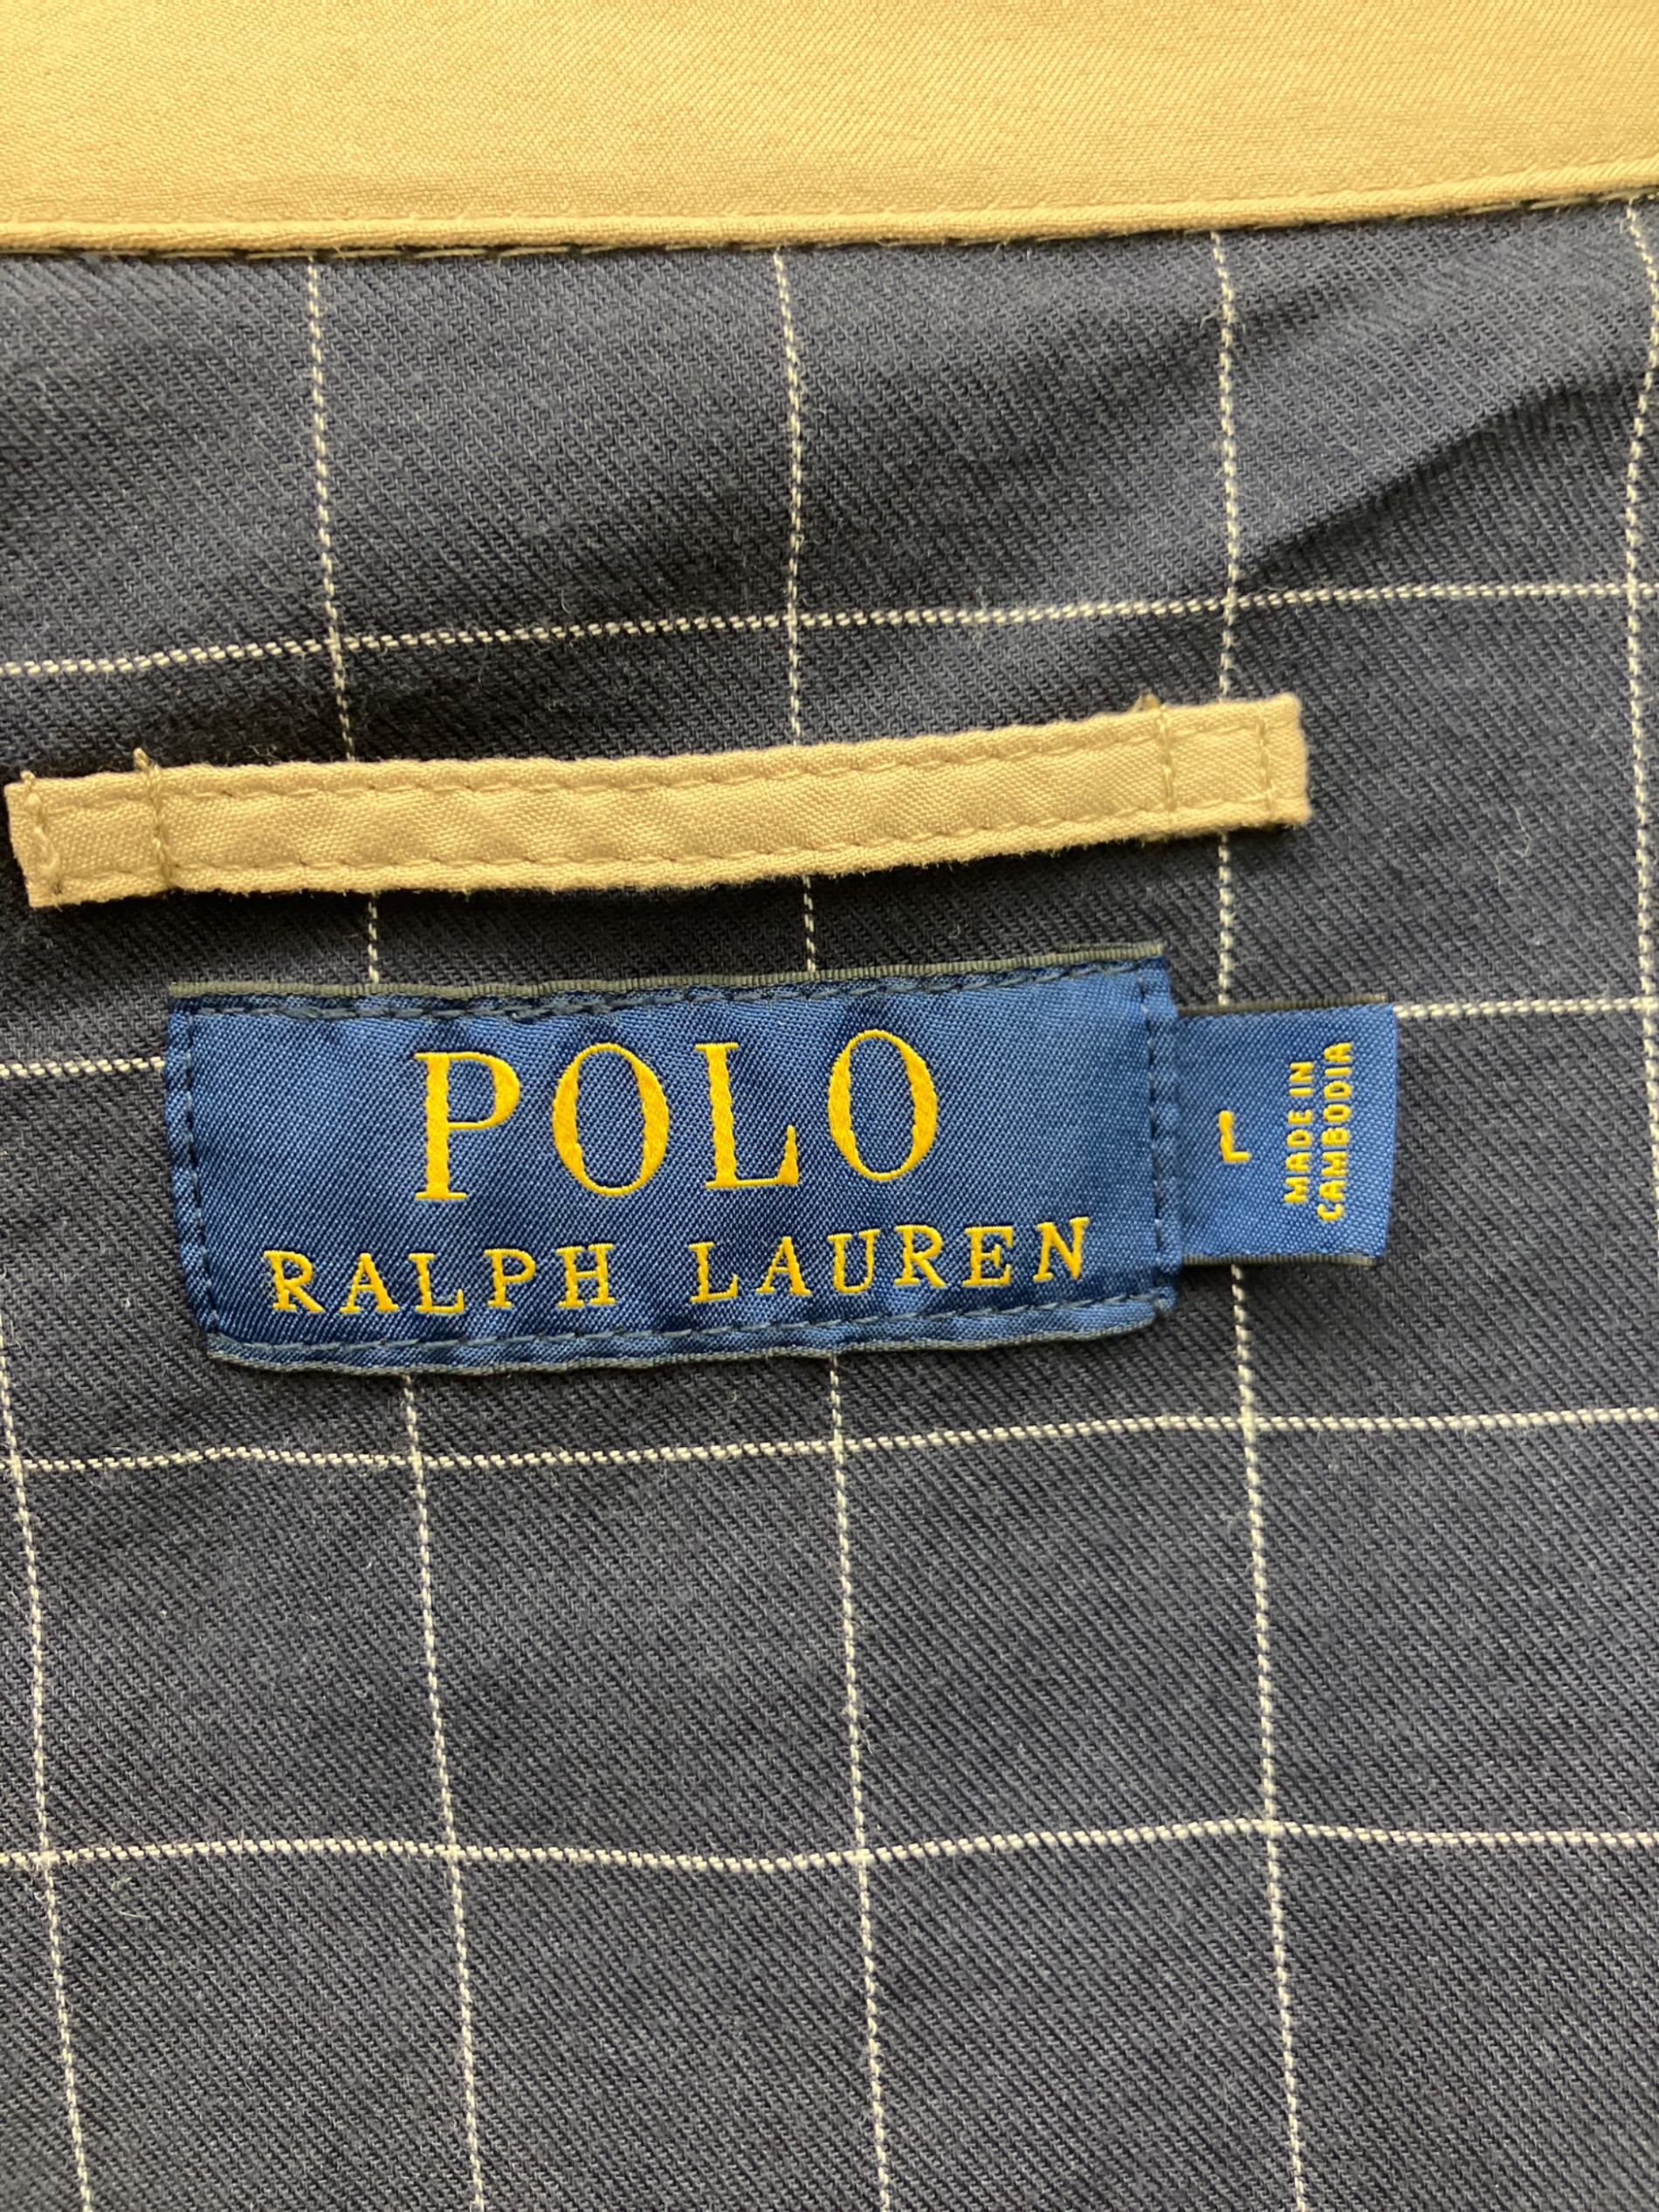 POLO
RALPH LAUREN
L
MADE IN
CAMBODIA